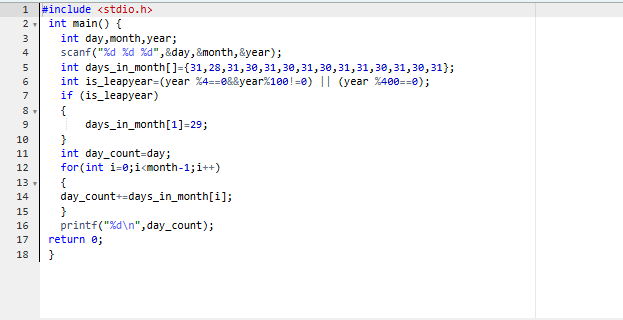 1 #include <stdio.h>
2 int main() {
3 int day,month,year;
4 scanf("%d %d %d",&day,&month,&year);
5 int days_in_month[]={31,28,31,30,31,30,31,30,31,31,30,31,30,31};
6 int is_leapyear=(year %4==0&&year%100!=0) || (year %400==0);
7 if (is_leapyear)
8 {
9 days_in_month[1]=29;
10 }
11 int day_count=day;
12 for(int i=0;i<month-1;i++)
13 {
14 day_count+=days_in_month[i];
15 }
16 printf("%d\n",day_count);
17 return 0;
18 }